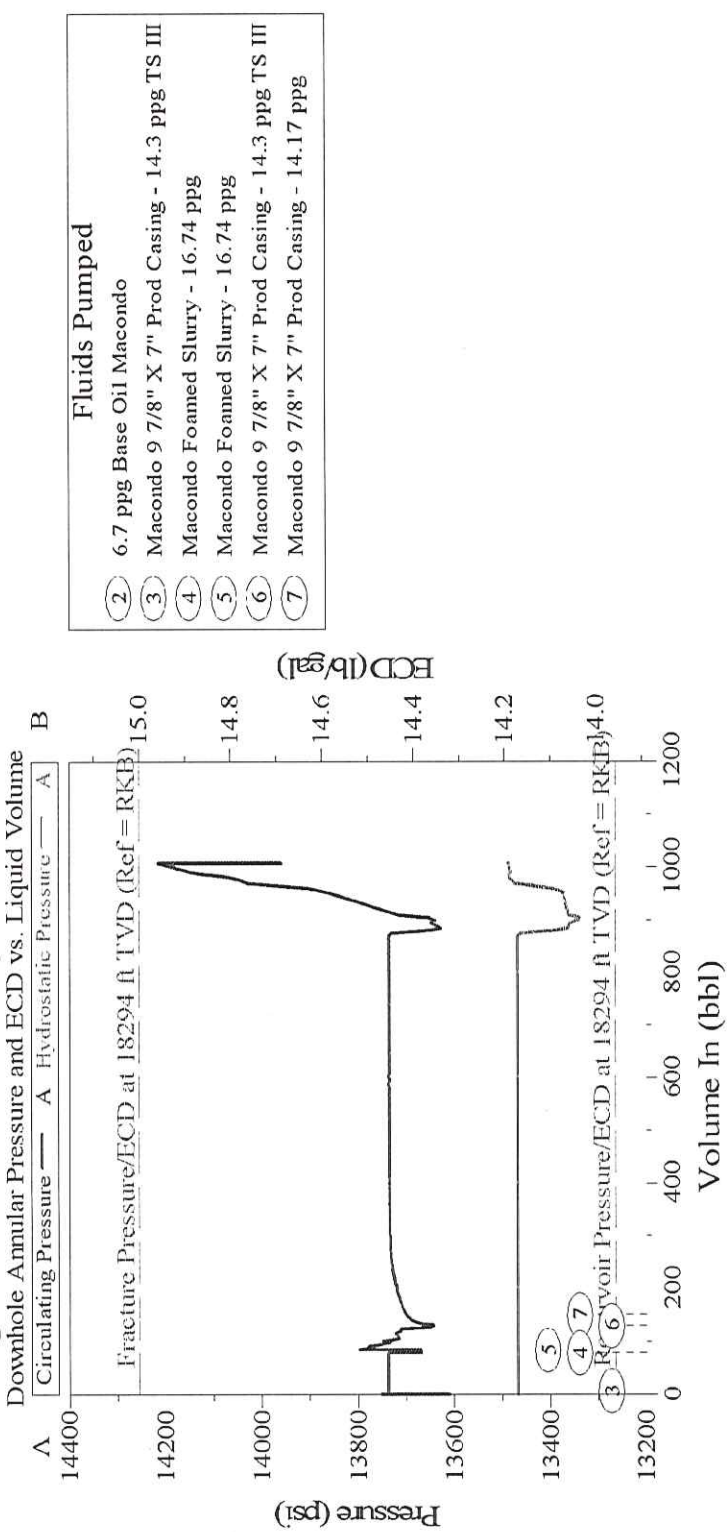 Downhole Annular Pressure and ECD vs. Liquid Volume
Circulating Pressure — A Hydrostatic Pressure — A
A
B
14400
14200
14000
13800
13600
13400
13200
Pressure (psi)
Fracture Pressure/ECD at 18294 ft TVD (Ref = RKB)
Reservoir Pressure/ECD at 18294 ft TVD (Ref = RKB)
15.0
14.8
14.6
14.4
14.2
14.0
ECD (lb/gal)
5
4
7
3
6
0
200
400
600
800
1000
1200
Volume In (bbl)
Fluids Pumped
2 6.7 ppg Base Oil Macondo
3 Macondo 9 7/8" X 7" Prod Casing - 14.3 ppg TS III
4 Macondo Foamed Slurry - 16.74 ppg
5 Macondo Foamed Slurry - 16.74 ppg
6 Macondo 9 7/8" X 7" Prod Casing - 14.3 ppg TS III
7 Macondo 9 7/8" X 7" Prod Casing - 14.17 ppg